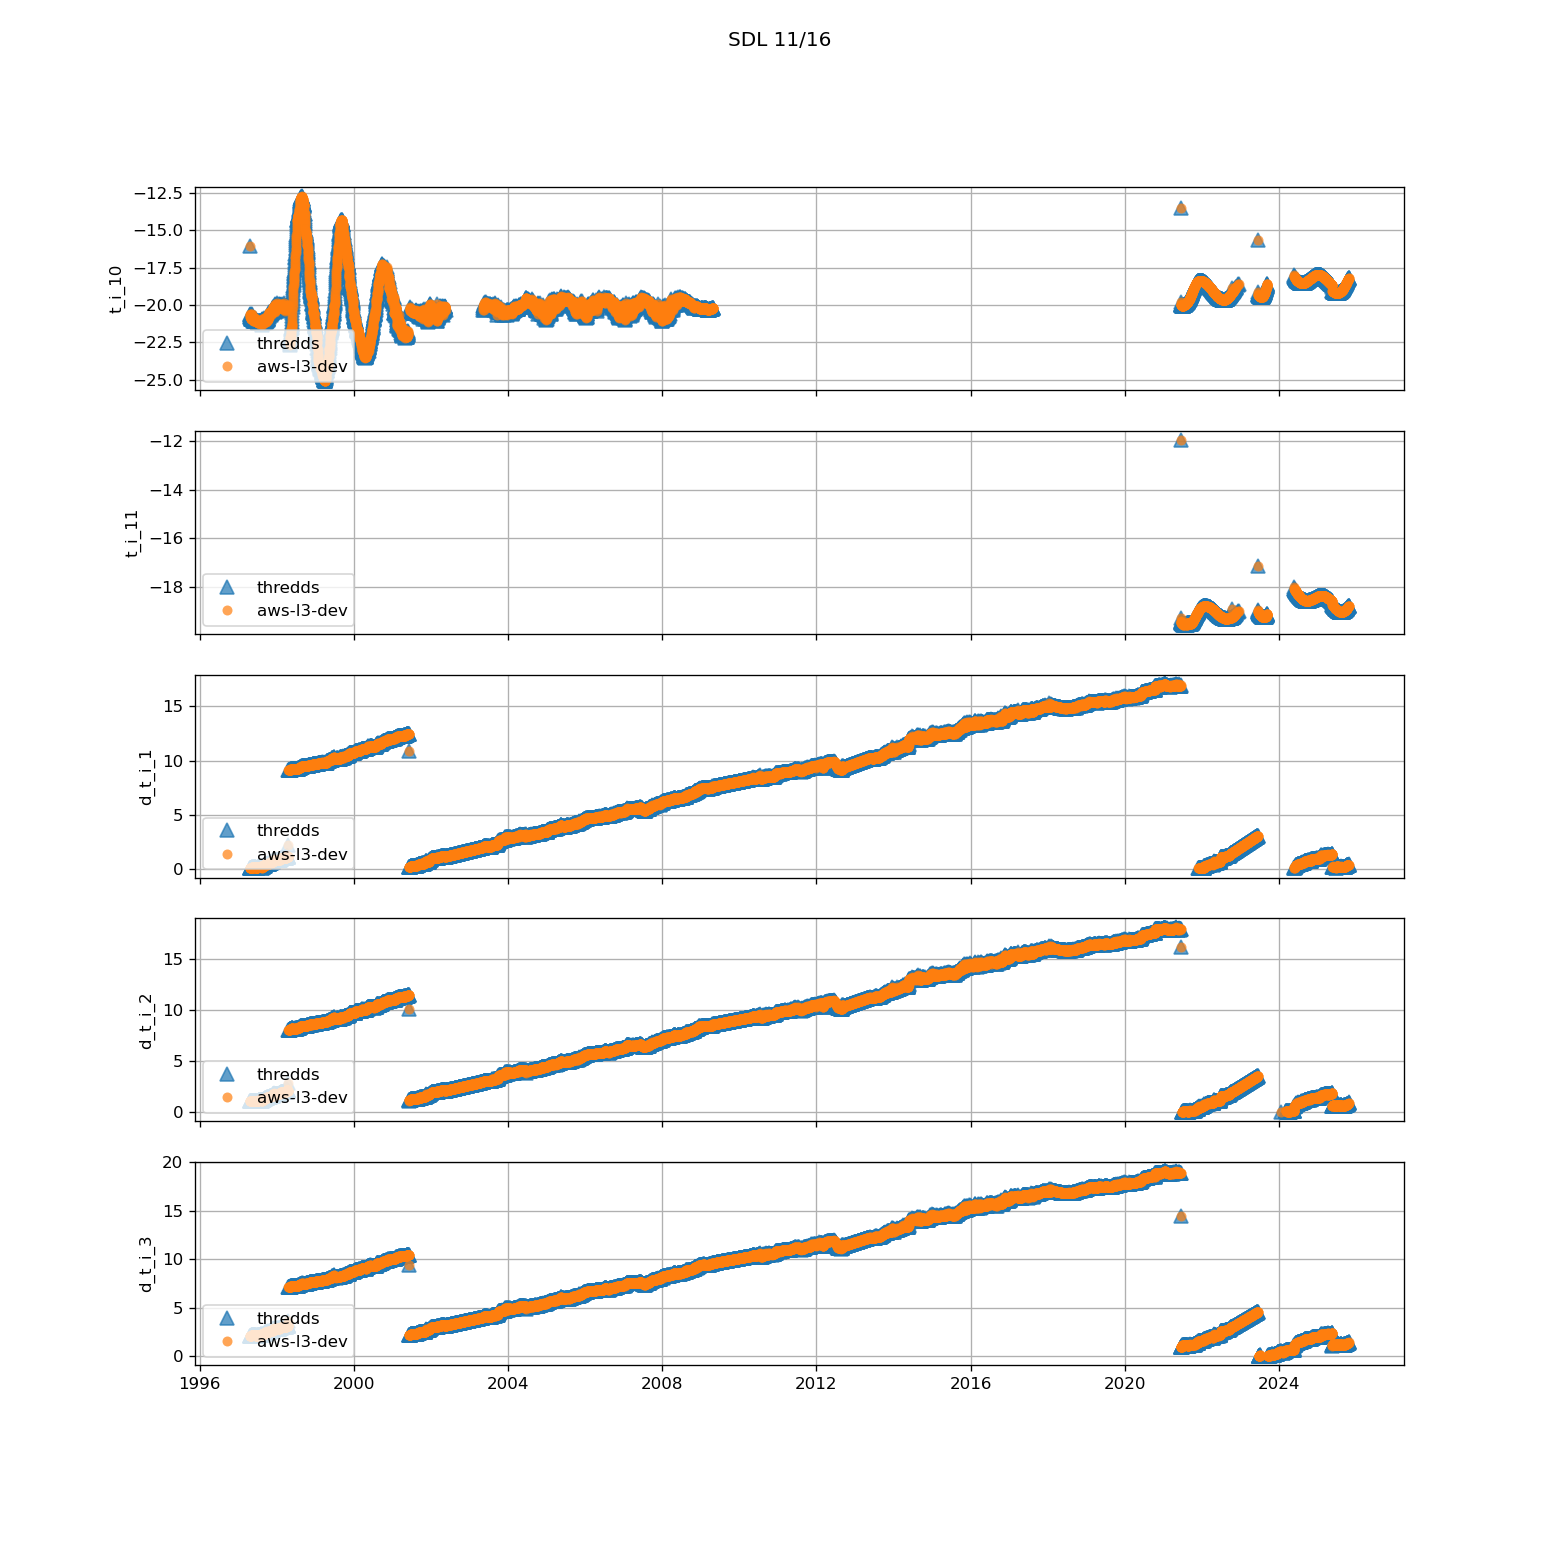 SDL 11/16
−12.5
−15.0
−17.5
−20.0
−22.5
−25.0
t_i_10
thredds
aws-l3-dev
−12
−14
−16
−18
t_i_11
thredds
aws-l3-dev
15
10
5
0
d_t_i_1
thredds
aws-l3-dev
15
10
5
0
d_t_i_2
thredds
aws-l3-dev
20
15
10
5
0
d_t_i_3
thredds
aws-l3-dev
1996 2000 2004 2008 2012 2016 2020 2024